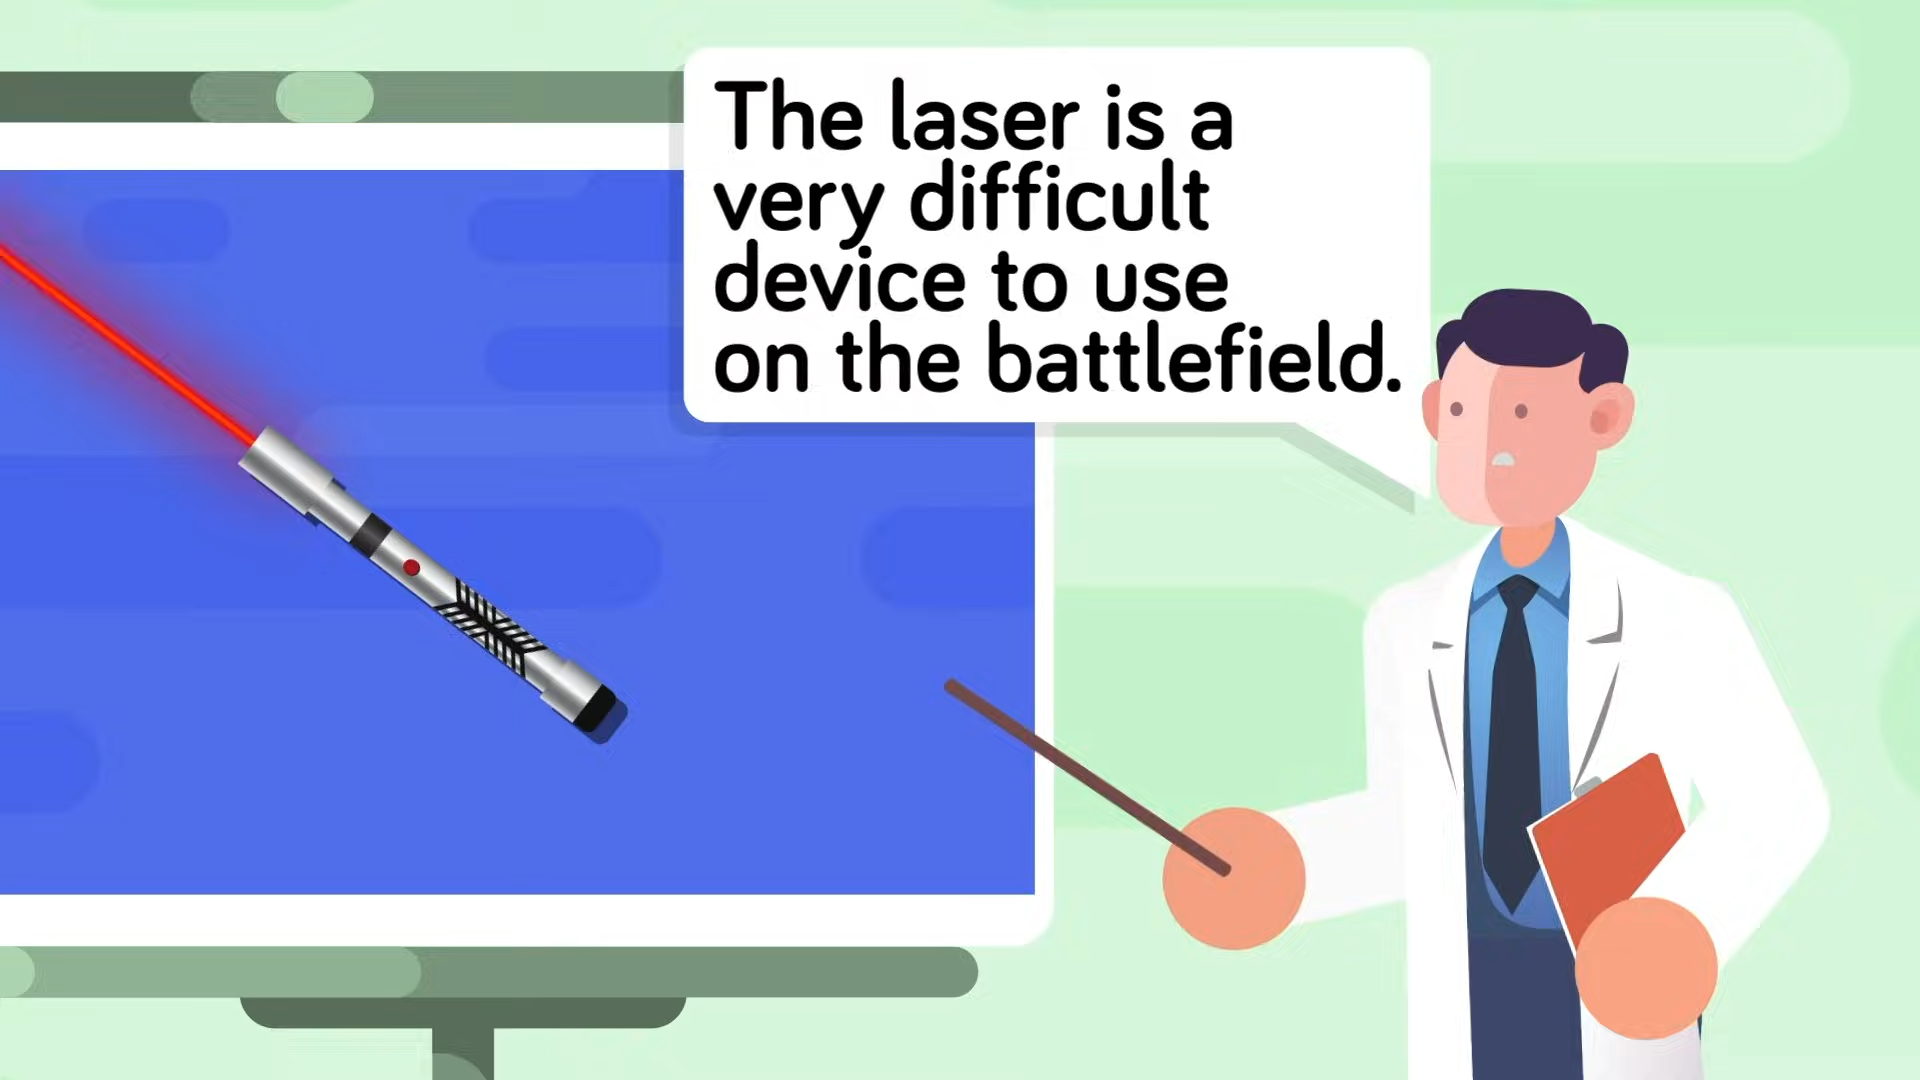 The laser is a
very difficult
device to use
on the battlefield.